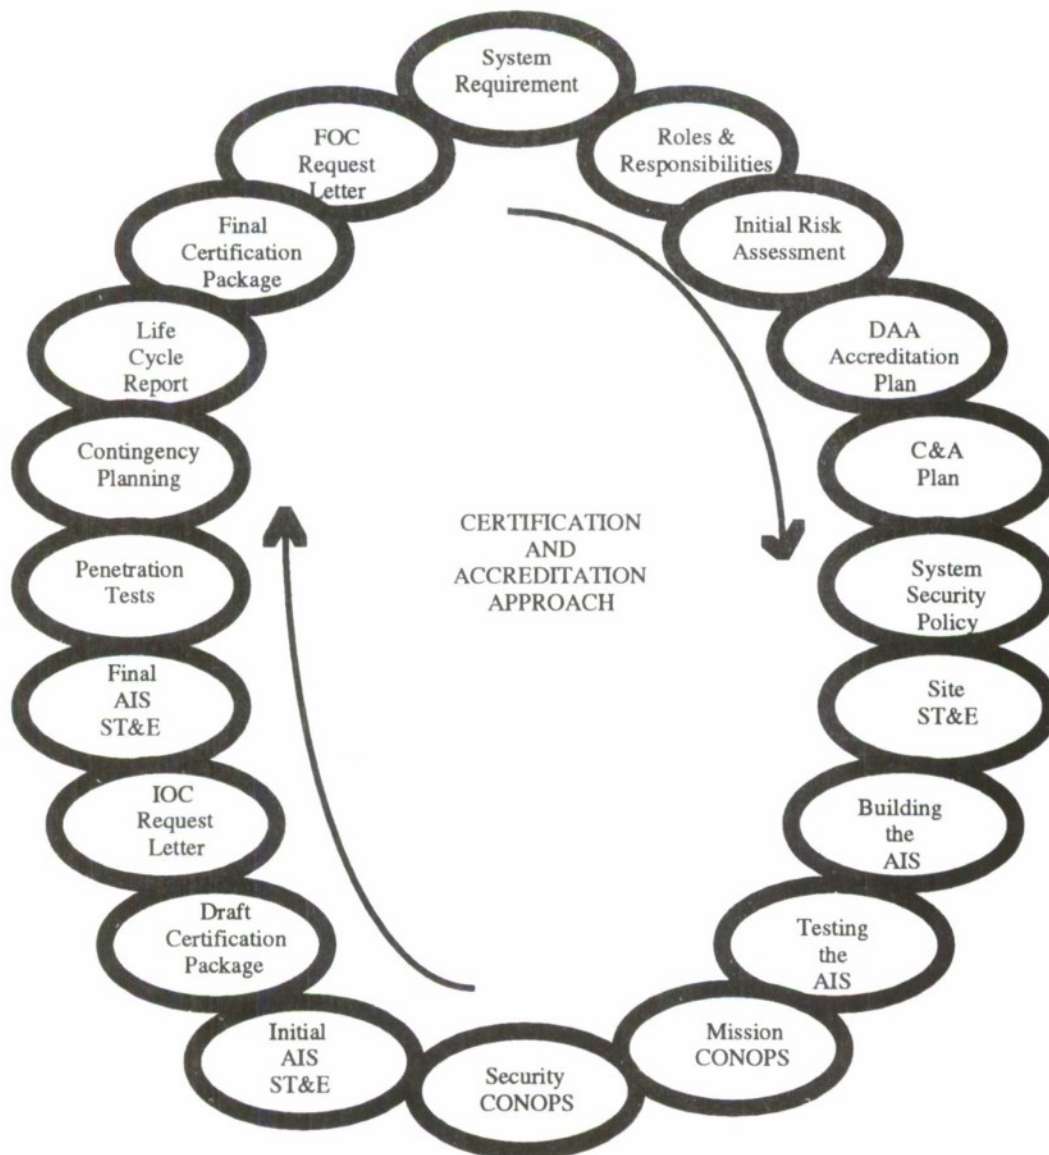 System
Requirement
Roles &
Responsibilities
Initial Risk
Assessment
DAA
Accreditation
Plan
C&A
Plan
System
Security
Policy
Site
ST&E
Building
the
AIS
Testing
the
AIS
Mission
CONOPS
Security
CONOPS
Initial
AIS
ST&E
Draft
Certification
Package
IOC
Request
Letter
Final
AIS
ST&E
Penetration
Tests
Contingency
Planning
Life
Cycle
Report
Final
Certification
Package
FOC
Request
Letter
CERTIFICATION
AND
ACCREDITATION
APPROACH